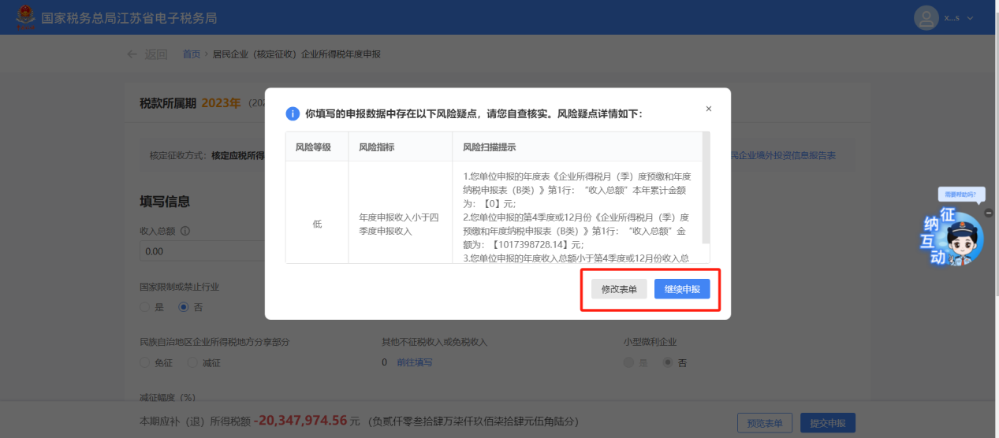 国家税务总局江苏省电子税务局
x...s
返回 首页 › 居民企业（核定征收）企业所得税年度申报
税款所属期 2023年
核定征收方式：核定应税所得
民企业境外投资信息报告表
你填写的申报数据中存在以下风险疑点，请您自查核实。风险疑点详情如下：
风险等级 风险指标 风险扫描提示
低
年度申报收入小于四
季度申报收入
1.您单位申报的年度表《企业所得税月（季）度预缴和年度
纳税申报表（B类）》第1行：“收入总额”本年累计金额
为：【0】元；
2.您单位申报的第4季度或12月份《企业所得税月（季）度
预缴和年度纳税申报表（B类）》第1行：“收入总额”金
额为：【1017398728.14】元；
3.您单位申报的年度收入总额小于第4季度或12月份收入总
修改表单 继续申报
填写信息
收入总额
0.00
国家限制或禁止行业
是 否
民族自治地区企业所得税地方分享部分 其他不征税收入或免税收入 小型微利企业
免征 减征 0 前往填写 是 否
减征幅度（%）
本期应补（退）所得税额 -20,347,974.56 元 （负贰仟零叁拾肆万柒仟玖佰柒拾肆元伍角陆分）
预览表单 提交申报
需要帮助吗?
征纳互动